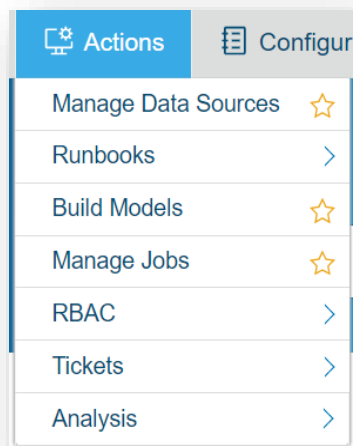 Actions Configur
Manage Data Sources
Runbooks
Build Models
Manage Jobs
RBAC
Tickets
Analysis